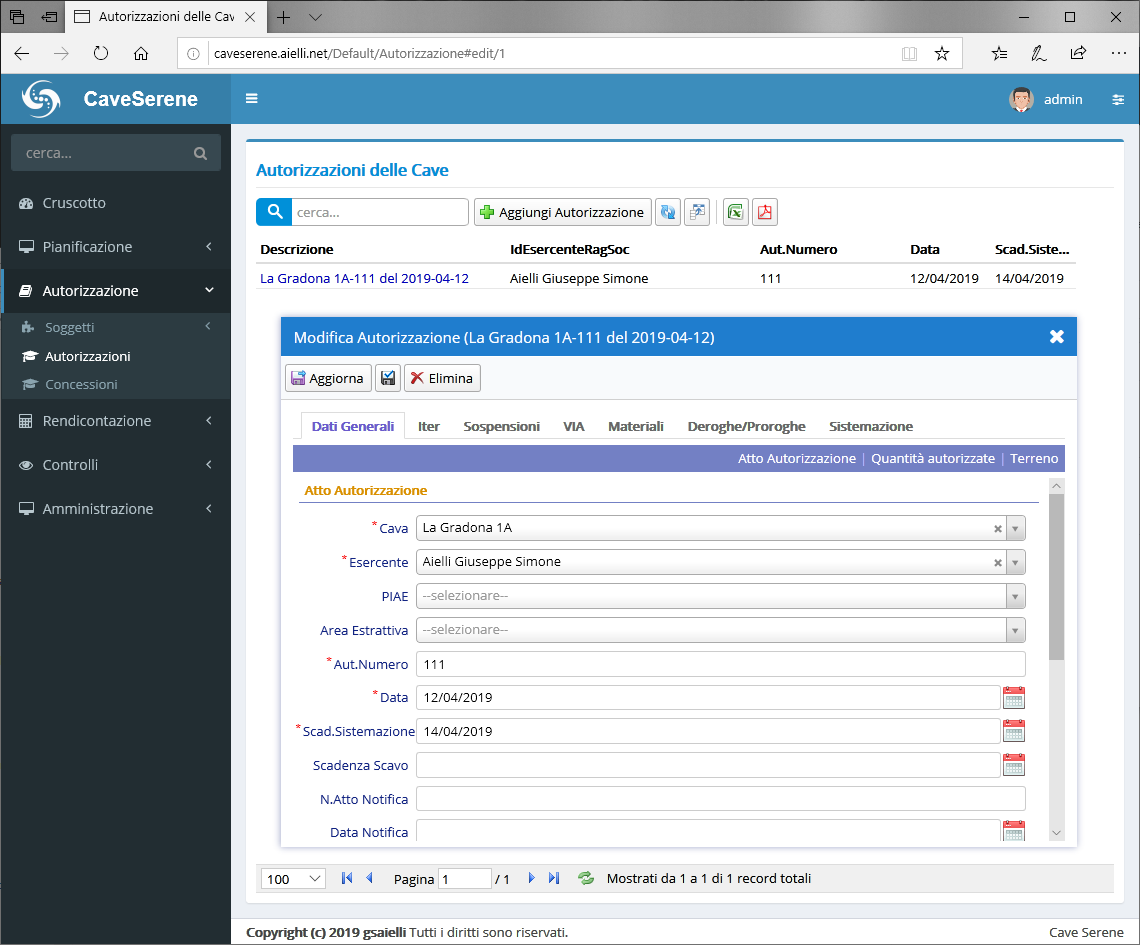 Autorizzazioni delle Cav
caveserene.aielli.net/Default/Autorizzazione#edit/1
CaveSerene
admin
cerca...
Cruscotto
Pianificazione
Autorizzazione
Soggetti
Autorizzazioni
Concessioni
Rendicontazione
Controlli
Amministrazione
Autorizzazioni delle Cave
cerca... Aggiungi Autorizzazione
Descrizione IdEsercenteRagSoc Aut.Numero Data Scad.Siste...
La Gradona 1A-111 del 2019-04-12 Aielli Giuseppe Simone 111 12/04/2019 14/04/2019
Modifica Autorizzazione (La Gradona 1A-111 del 2019-04-12)
Aggiorna Elimina
Dati Generali Iter Sospensioni VIA Materiali Deroghe/Proroghe Sistemazione
Atto Autorizzazione | Quantità autorizzate | Terreno
Atto Autorizzazione
*Cava La Gradona 1A
*Esercente Aielli Giuseppe Simone
PIAE --selezionare--
Area Estrattiva --selezionare--
*Aut.Numero 111
*Data 12/04/2019
*Scad.Sistemazione 14/04/2019
Scadenza Scavo
N.Atto Notifica
Data Notifica
100 Pagina 1 / 1 Mostrati da 1 a 1 di 1 record totali
Copyright (c) 2019 gsaielli Tutti i diritti sono riservati. Cave Serene